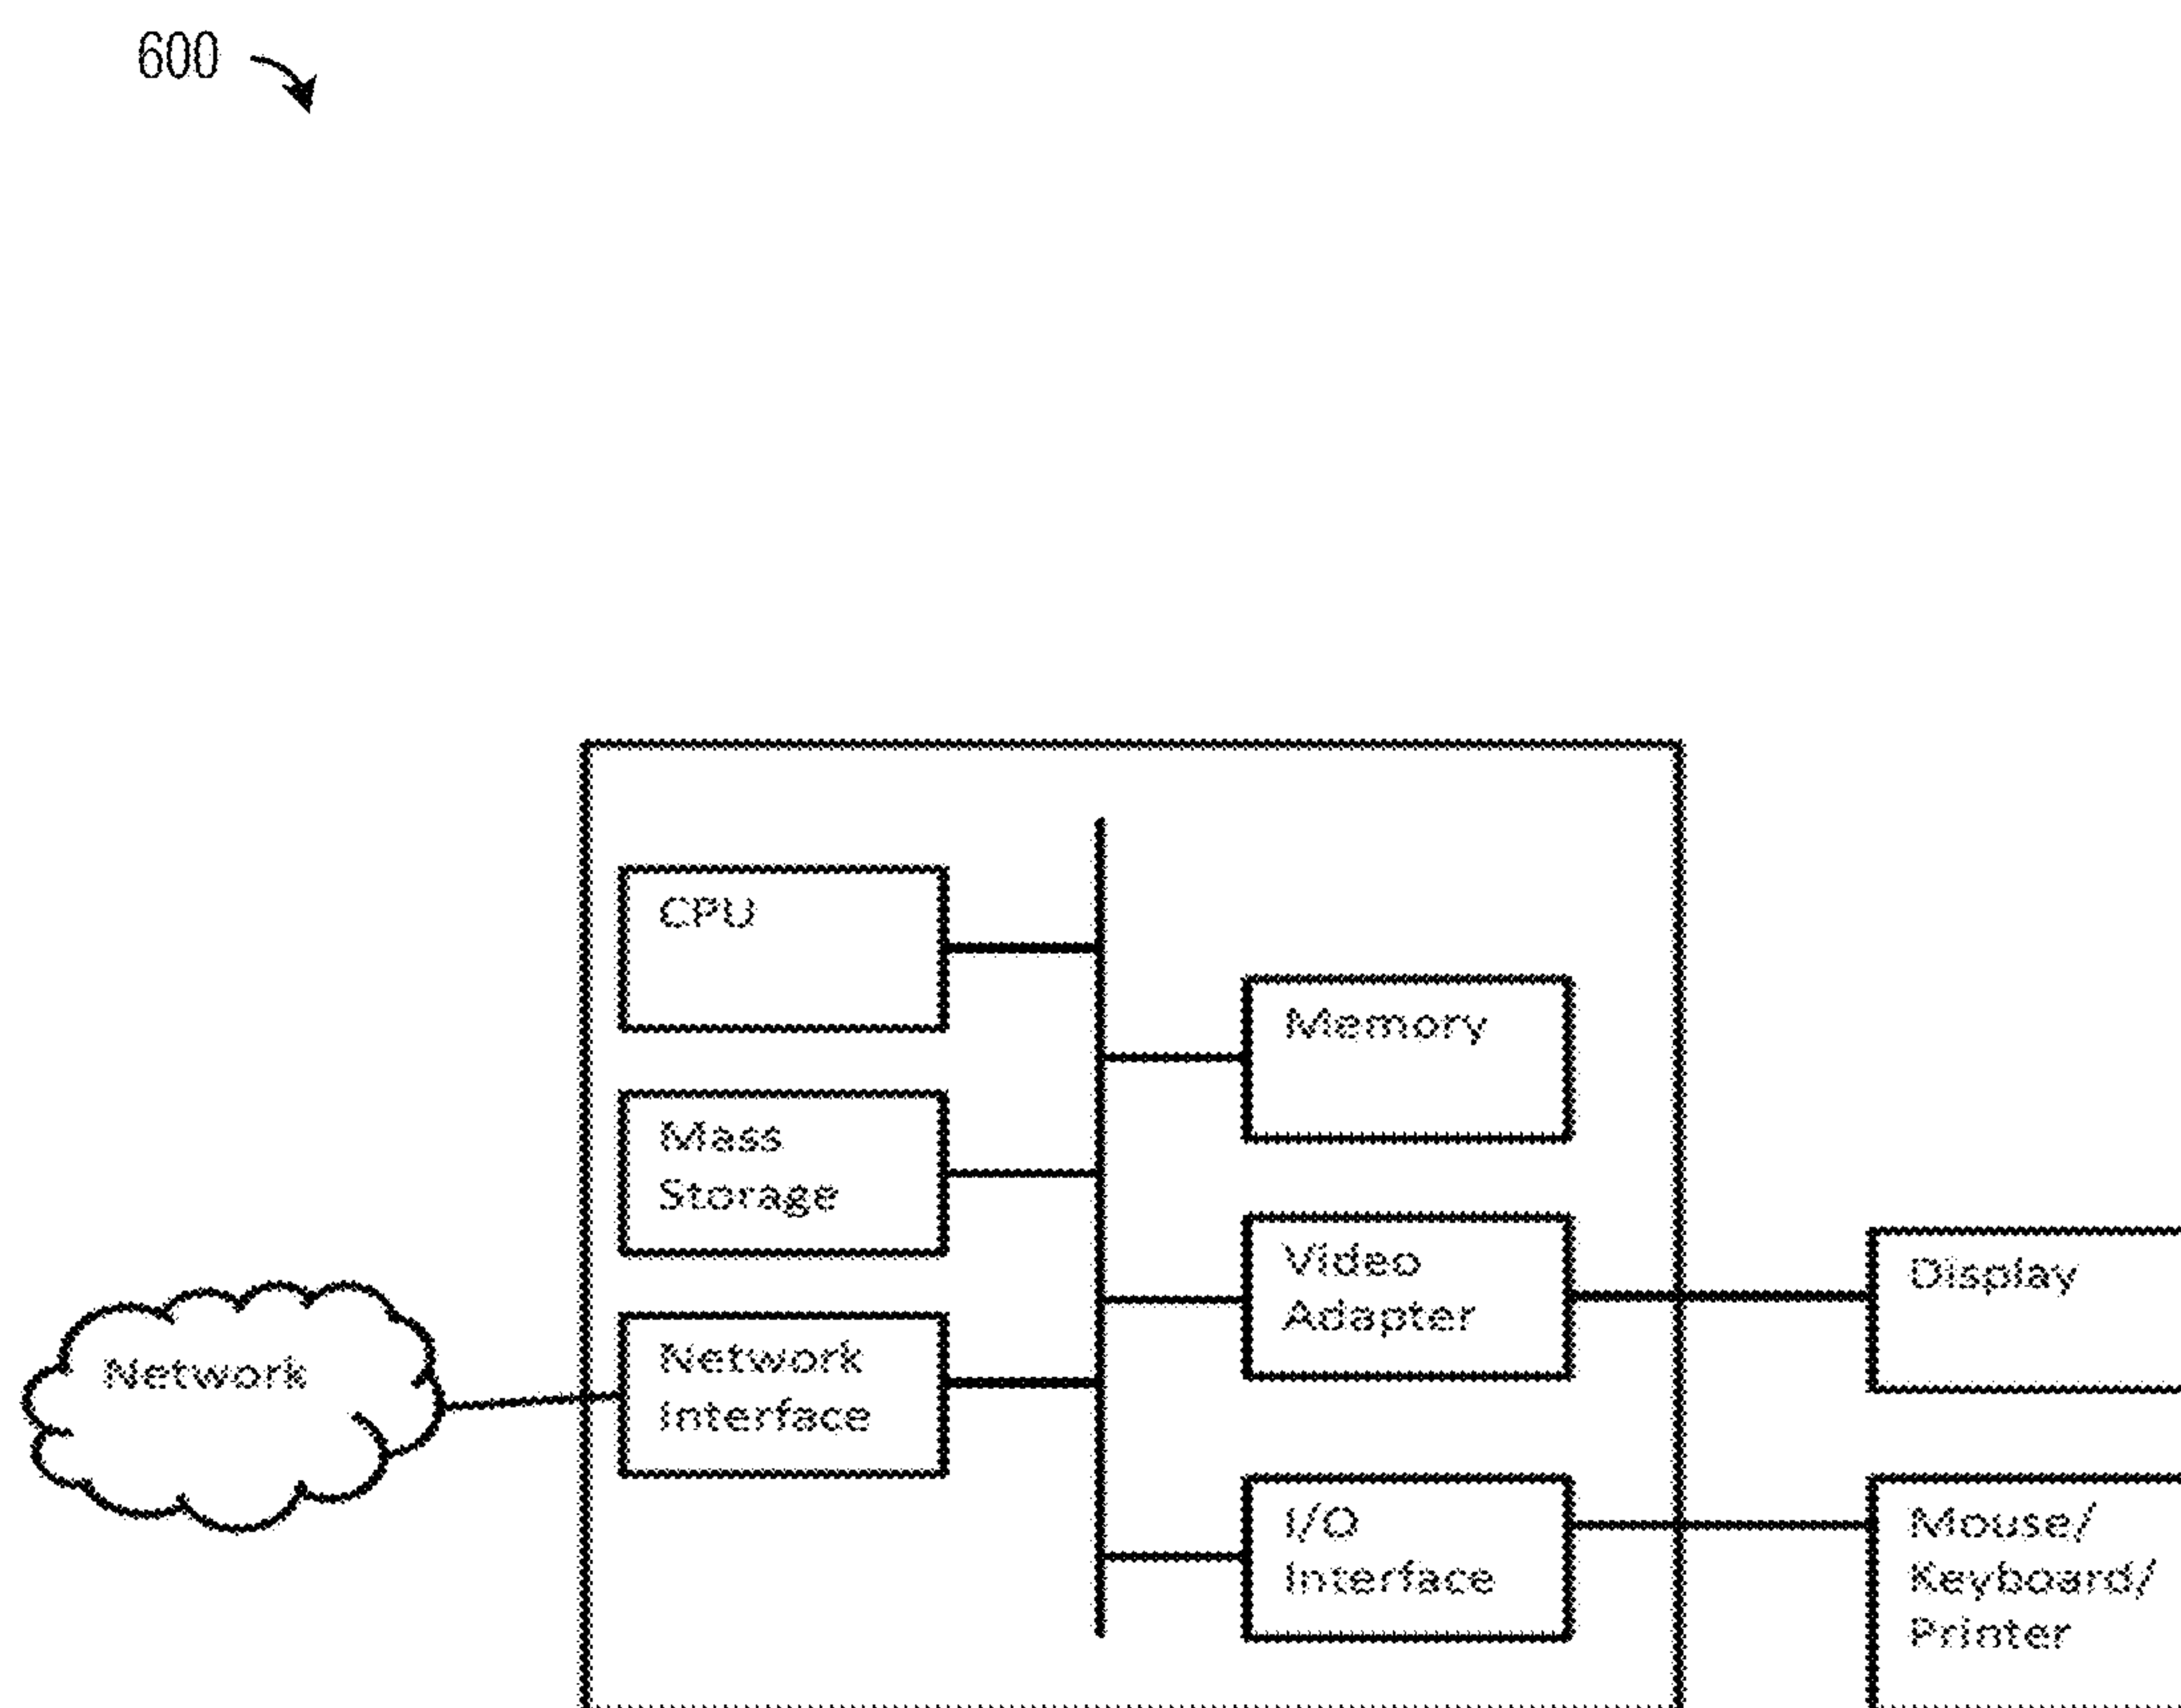 600
CPU
Memory
Mass
Storage
Video
Adapter
Display
Network
Network
Interface
I/O
Interface
Mouse/
Keyboard/
Printer